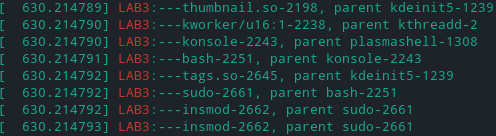 [  630.214789] LAB3:---thumbnail.so-2198, parent kdeinit5-1239
[  630.214790] LAB3:---kworker/u16:1-2238, parent kthreadd-2
[  630.214790] LAB3:---konsole-2243, parent plasmashell-1308
[  630.214791] LAB3:---bash-2251, parent konsole-2243
[  630.214792] LAB3:---tags.so-2645, parent kdeinit5-1239
[  630.214792] LAB3:---sudo-2661, parent bash-2251
[  630.214792] LAB3:---insmod-2662, parent sudo-2661
[  630.214793] LAB3:---insmod-2662, parent sudo-2661